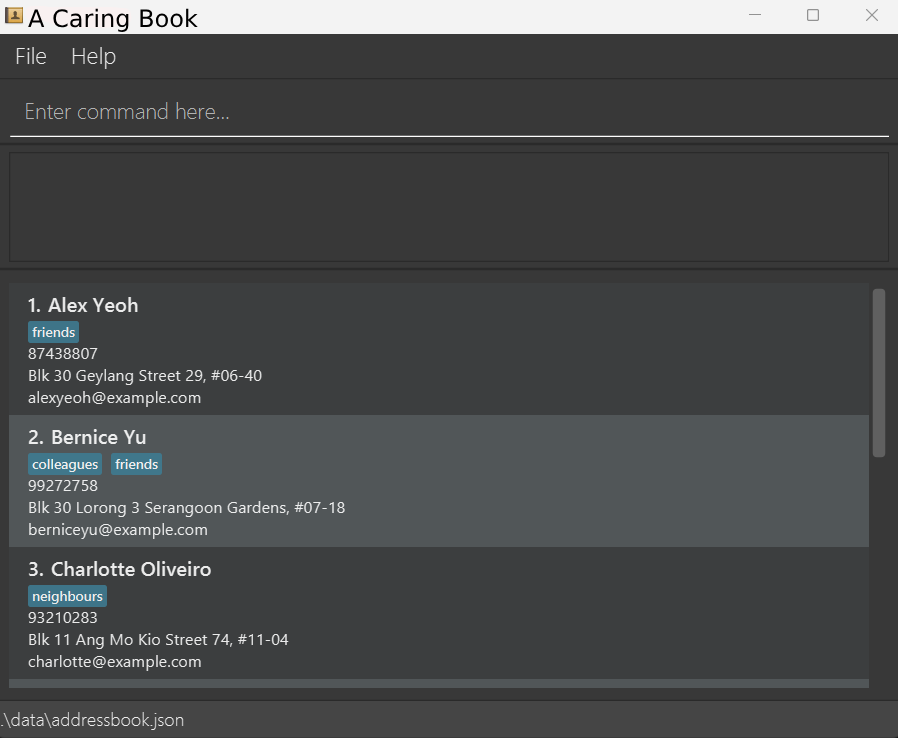 A Caring Book
File Help
Enter command here...
1. Alex Yeoh
friends
87438807
Blk 30 Geylang Street 29, #06-40
alexyeoh@example.com
2. Bernice Yu
colleagues friends
99272758
Blk 30 Lorong 3 Serangoon Gardens, #07-18
berniceyu@example.com
3. Charlotte Oliveiro
neighbours
93210283
Blk 11 Ang Mo Kio Street 74, #11-04
charlotte@example.com
.\data\addressbook.json